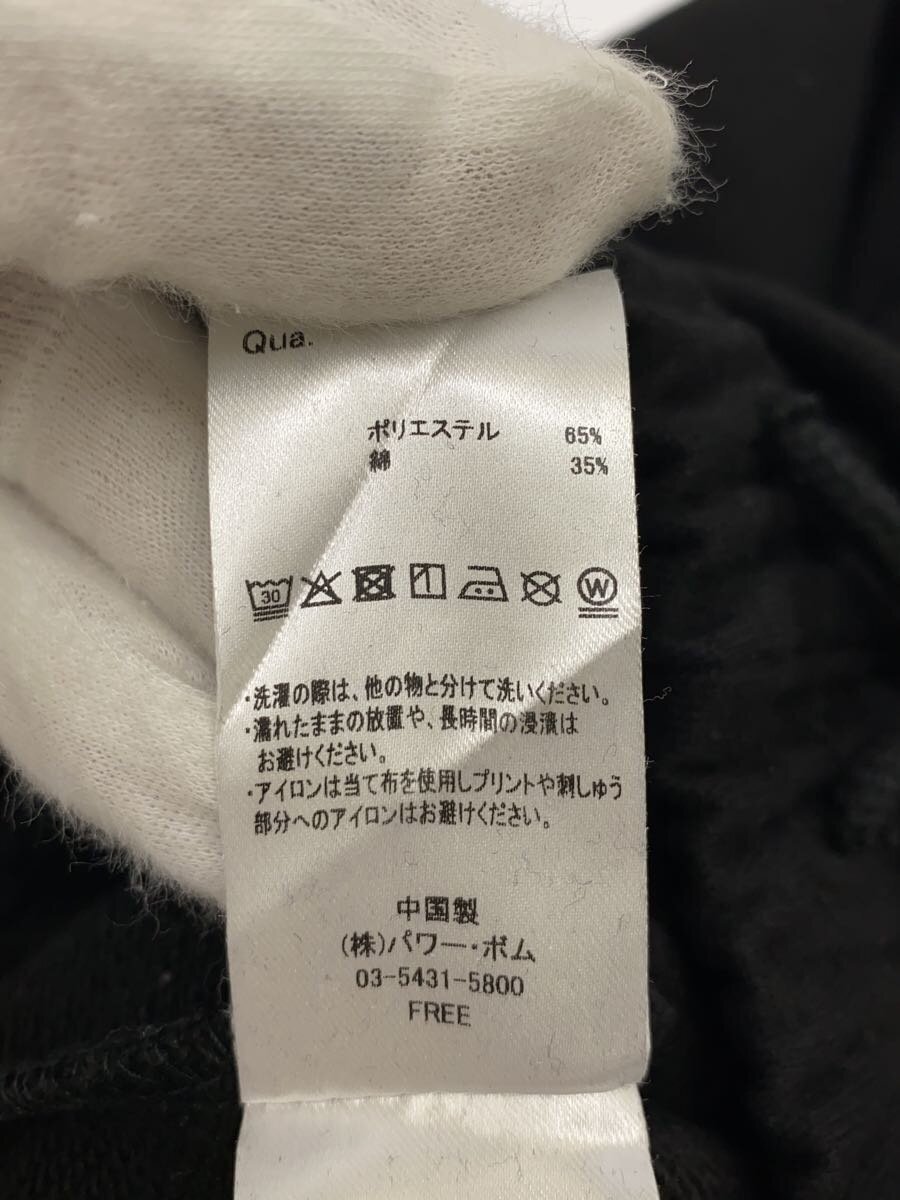 Qua.
ポリエステル 65%
綿 35%
30 W
・洗濯の際は、他の物と分けて洗いください。
・濡れたままの放置や、長時間の浸漬は
お避けください。
・アイロンは当て布を使用しプリントや刺しゅう
部分へのアイロンはお避けください。
中国製
(株)パワー・ボム
03-5431-5800
FREE